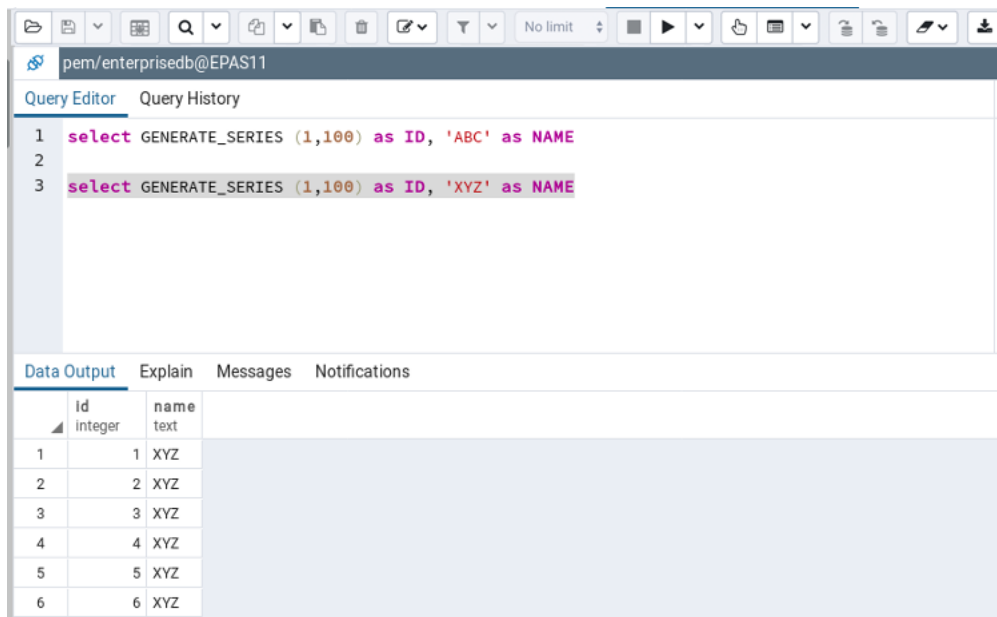 No limit
pem/enterprisedb@EPAS11
Query Editor Query History
1 select GENERATE_SERIES (1,100) as ID, 'ABC' as NAME
2
3 select GENERATE_SERIES (1,100) as ID, 'XYZ' as NAME
Data Output Explain Messages Notifications
id name
integer text
1 1 XYZ
2 2 XYZ
3 3 XYZ
4 4 XYZ
5 5 XYZ
6 6 XYZ